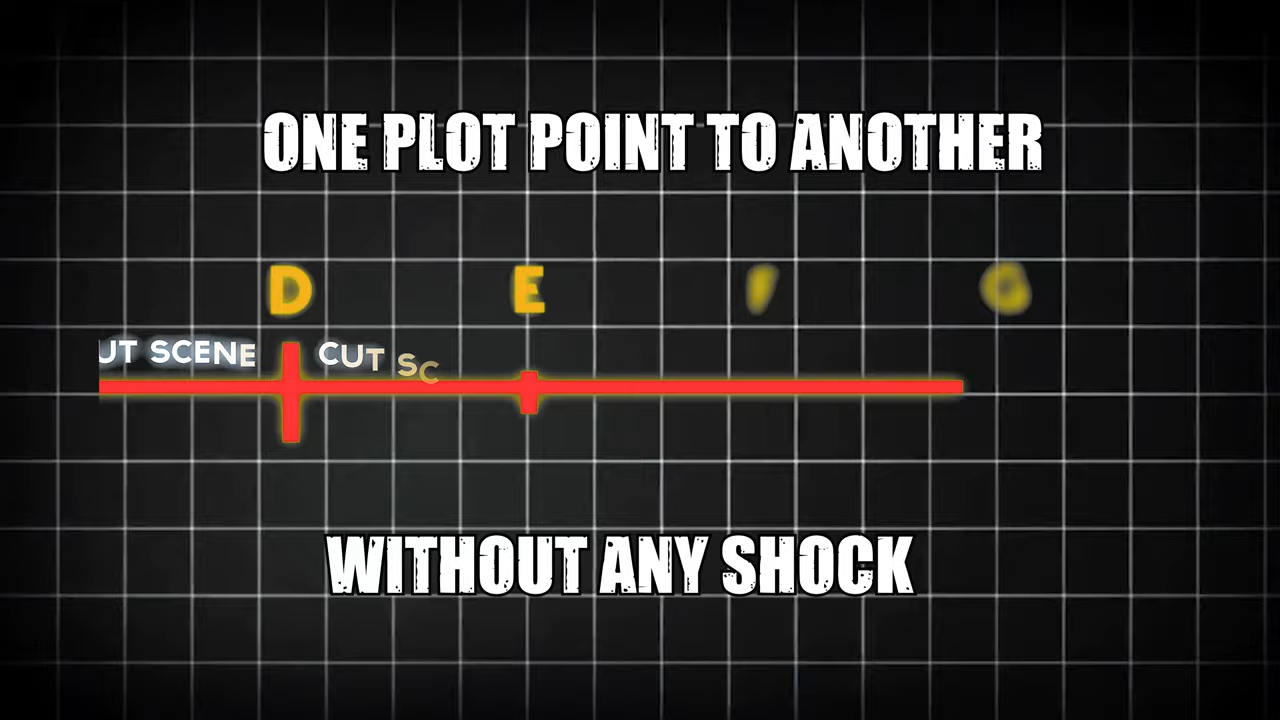 ONE PLOT POINT TO ANOTHER
D E
UT SCENE CUT SC
WITHOUT ANY SHOCK